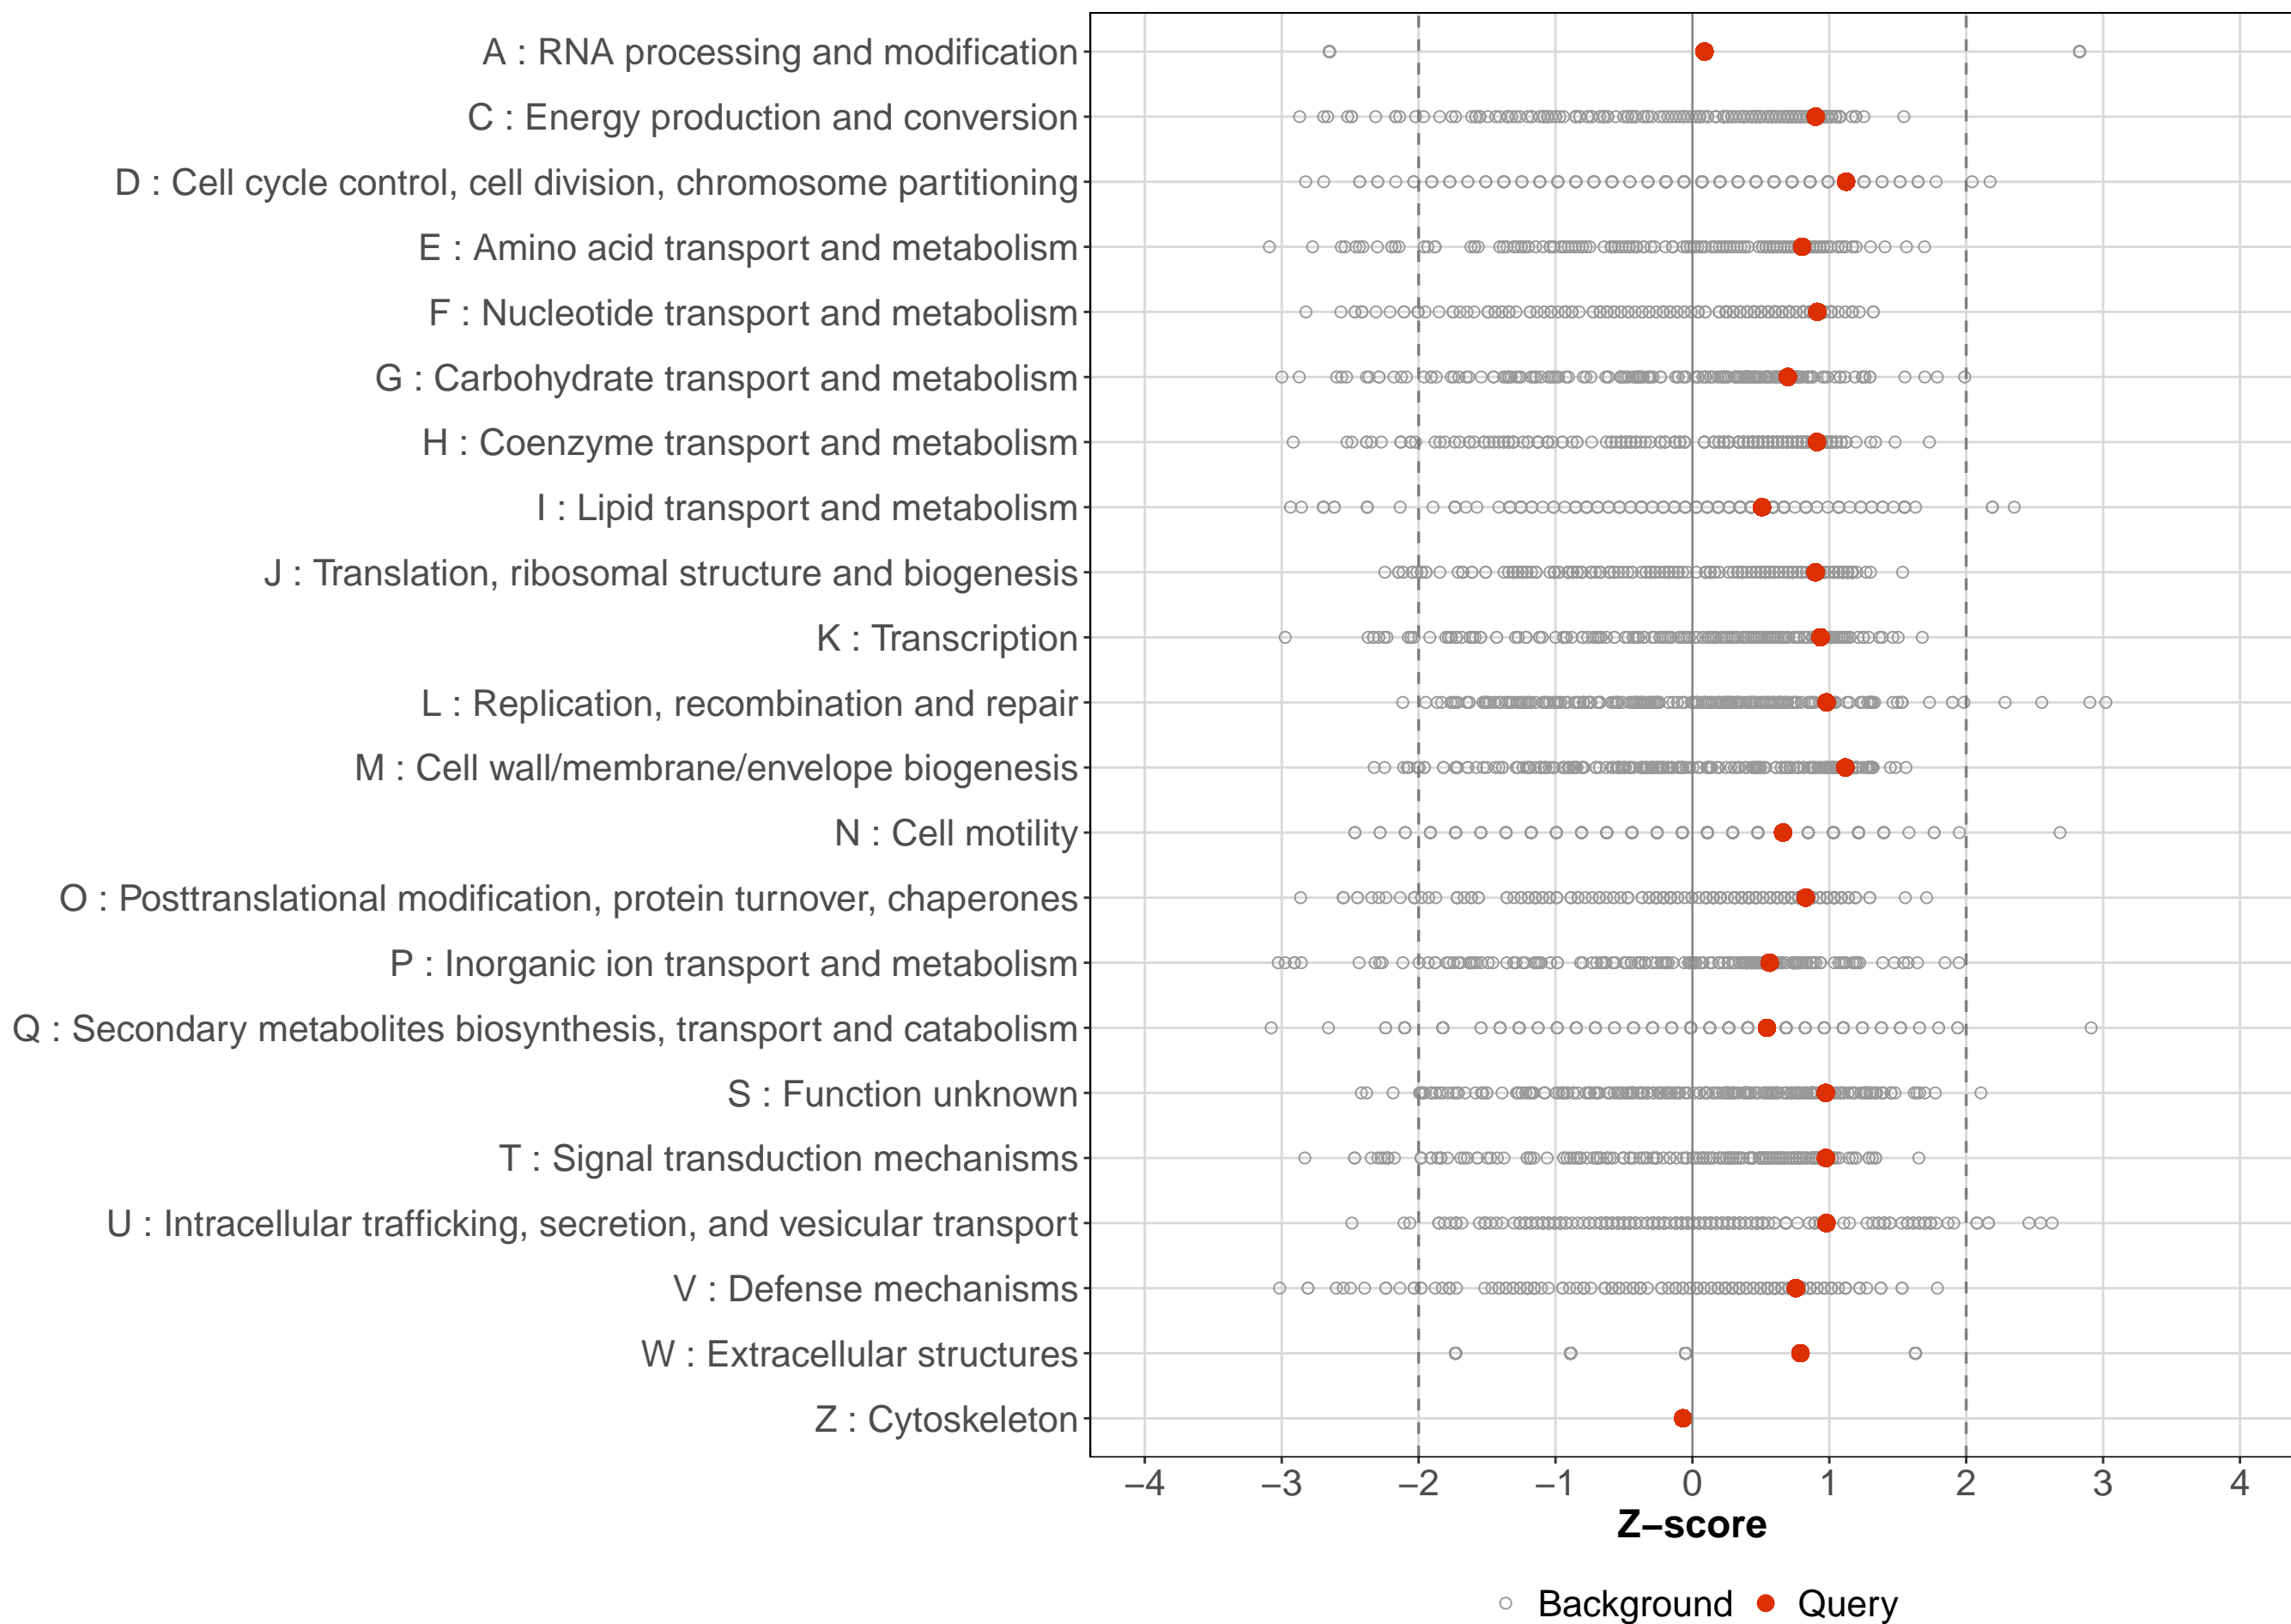 A : RNA processing and modification
C : Energy production and conversion
D : Cell cycle control, cell division, chromosome partitioning
E : Amino acid transport and metabolism
F : Nucleotide transport and metabolism
G : Carbohydrate transport and metabolism
H : Coenzyme transport and metabolism
I : Lipid transport and metabolism
J : Translation, ribosomal structure and biogenesis
K : Transcription
L : Replication, recombination and repair
M : Cell wall/membrane/envelope biogenesis
N : Cell motility
O : Posttranslational modification, protein turnover, chaperones
P : Inorganic ion transport and metabolism
Q : Secondary metabolites biosynthesis, transport and catabolism
S : Function unknown
T : Signal transduction mechanisms
U : Intracellular trafficking, secretion, and vesicular transport
V : Defense mechanisms
W : Extracellular structures
Z : Cytoskeleton
−4 −3 −2 −1 0 1 2 3 4
Z−score
Background Query